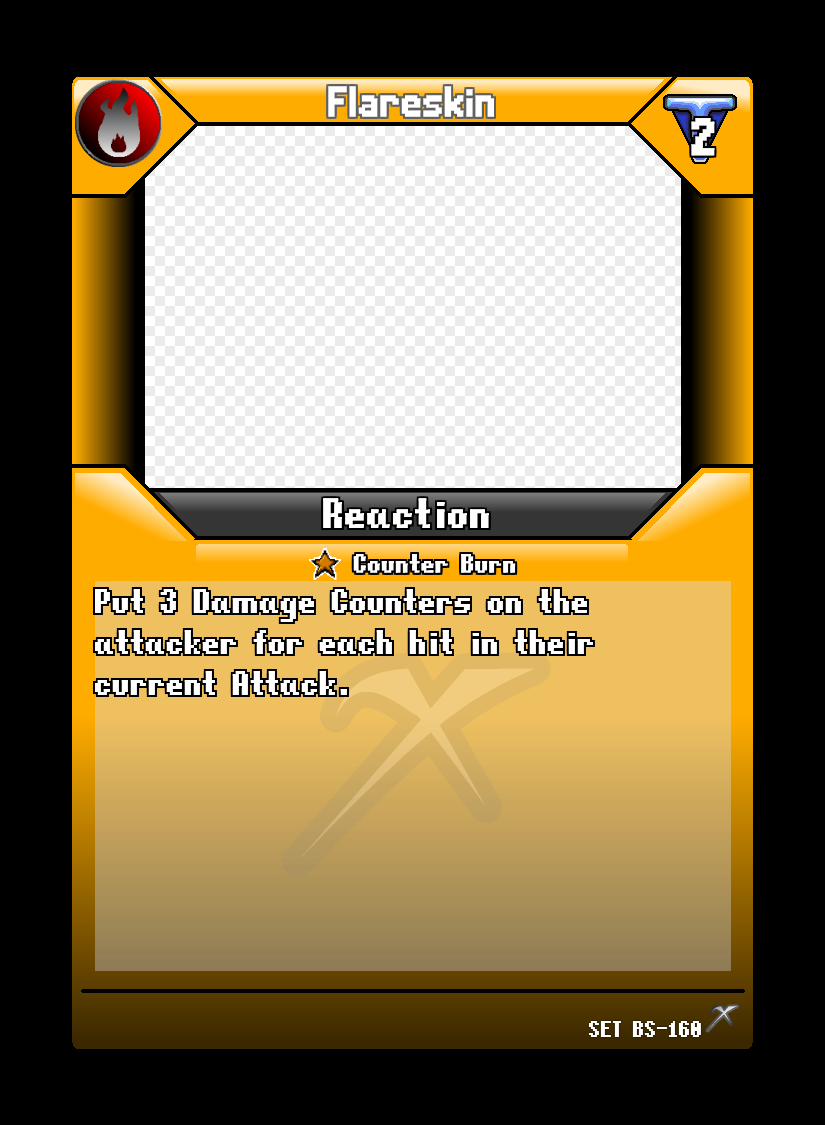 Flareskin
2
Reaction
Counter Burn
Put 3 Damage Counters on the
attacker for each hit in their
current Attack.
SET BS-160